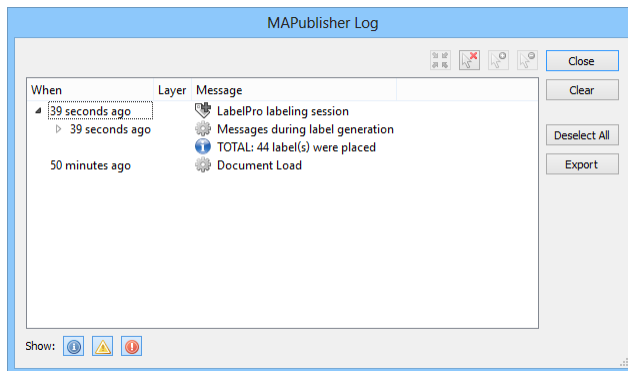 MAPublisher Log
Close
When Layer Message
Clear
39 seconds ago LabelPro labeling session
39 seconds ago Messages during label generation
Deselect All
TOTAL: 44 label(s) were placed
50 minutes ago Document Load
Export
Show: